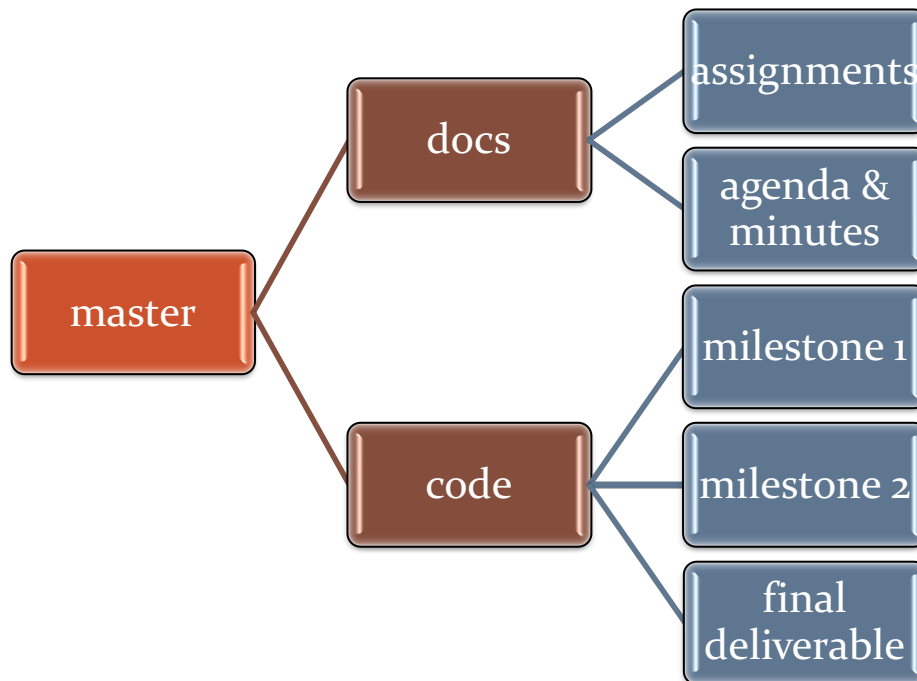 master
docs
code
assignments
agenda &
minutes
milestone 1
milestone 2
final
deliverable